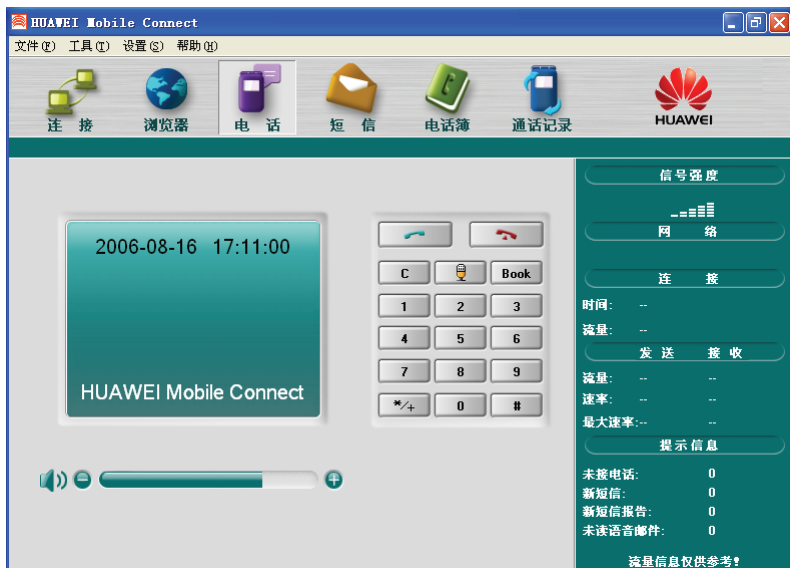 HUAWEI Mobile Connect
文件(F) 工具(T) 设置(S) 帮助(H)
连 接 浏览器 电 话 短 信 电话簿 通话记录 HUAWEI
2006-08-16 17:11:00
HUAWEI Mobile Connect
C Book
1 2 3
4 5 6
7 8 9
*/+ 0 #
信号强度
网 络
连 接
时间: --
流量: --
发 送 接 收
流量: -- --
速率: -- --
最大速率:-- --
提示信息
未接电话: 0
新短信: 0
新短信报告: 0
未读语音邮件: 0
流量信息仅供参考!